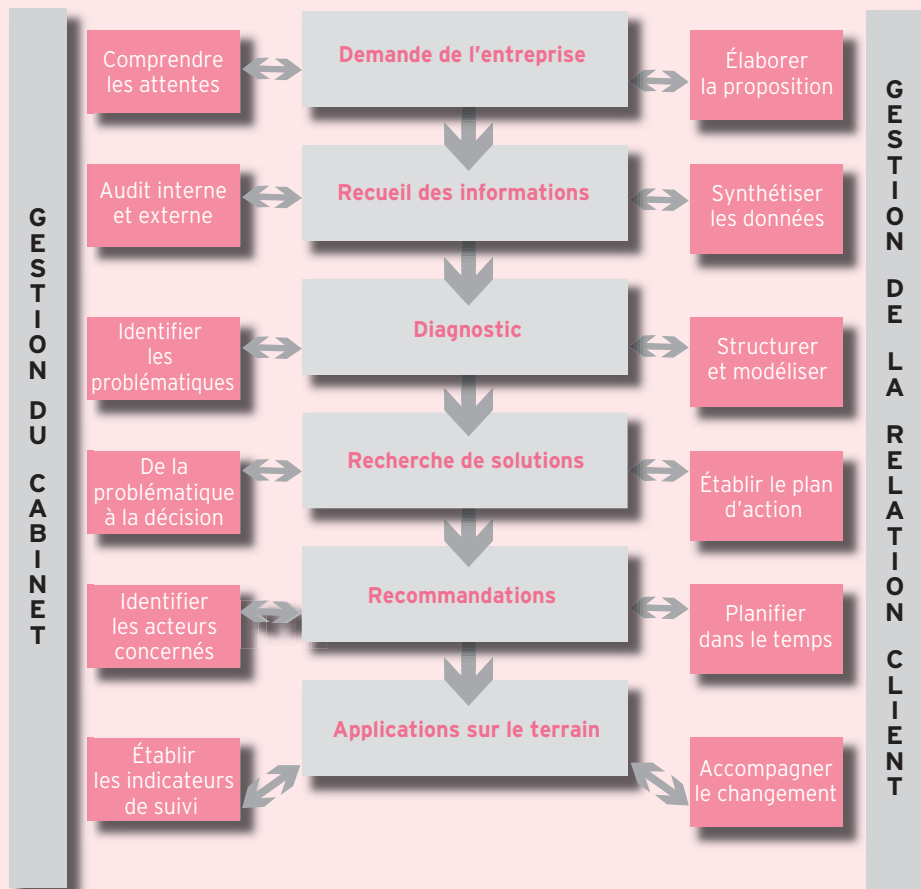 GESTION DU CABINET
Comprendre
les attentes
Demande de l'entreprise
Élaborer
la proposition
Audit interne
et externe
Recueil des informations
Synthétiser
les données
Identifier
les
problématiques
Diagnostic
Structurer
et modéliser
De la
problématique
à la décision
Recherche de solutions
Établir le plan
d'action
Identifier
les acteurs
concernés
Recommandations
Planifier
dans le temps
Établir
les indicateurs
de suivi
Applications sur le terrain
Accompagner
le changement
GESTION DE LA RELATION CLIENT